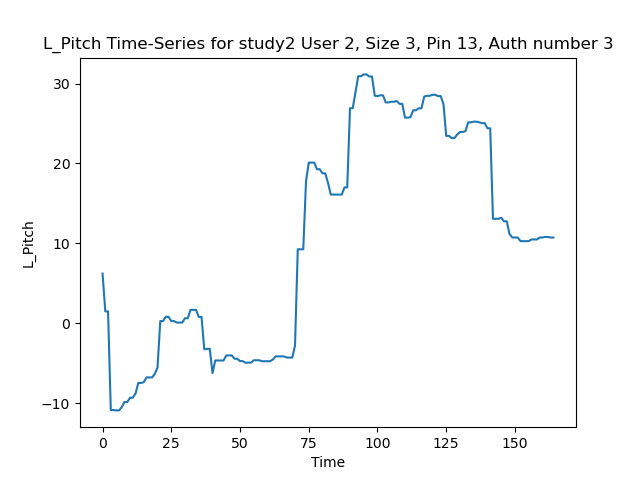 L_Pitch Time-Series for study2 User 2, Size 3, Pin 13, Auth number 3
30
20
10
0
−10
L_Pitch
0 25 50 75 100 125 150
Time